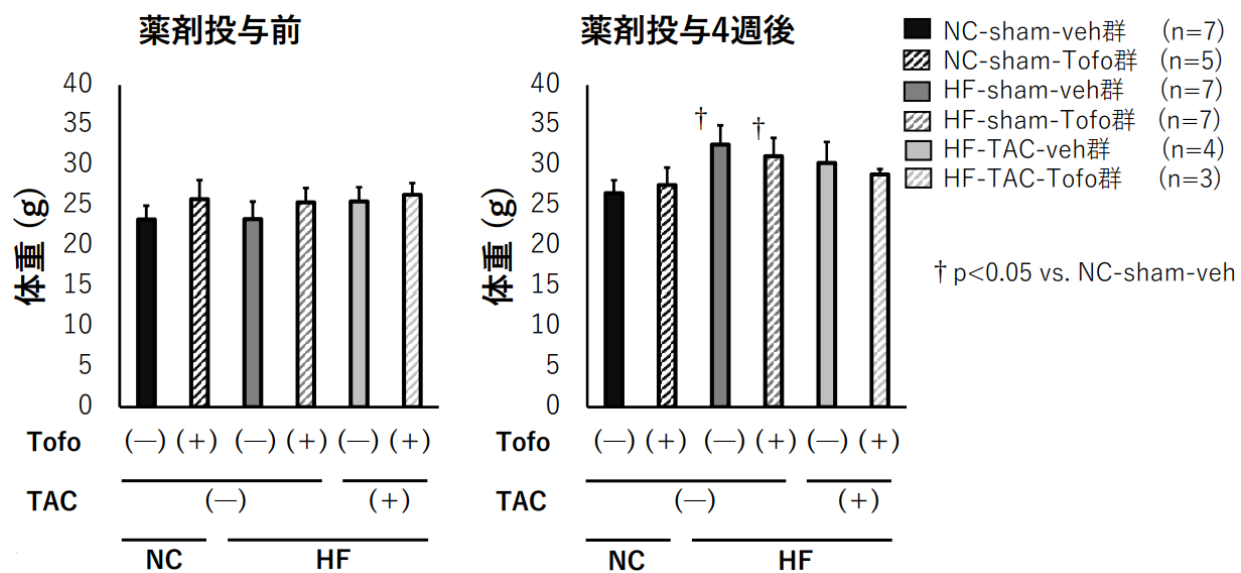 薬剤投与前
体重 (g)
40
35
30
25
20
15
10
5
0
Tofo (—) (+) (—) (+) (—) (+)
TAC (—) (+)
NC HF
薬剤投与4週後
体重 (g)
40
35
30
25
20
15
10
5
0
† †
Tofo (—) (+) (—) (+) (—) (+)
TAC (—) (+)
NC HF
NC-sham-veh群 (n=7)
NC-sham-Tofo群 (n=5)
HF-sham-veh群 (n=7)
HF-sham-Tofo群 (n=7)
HF-TAC-veh群 (n=4)
HF-TAC-Tofo群 (n=3)
† p<0.05 vs. NC-sham-veh